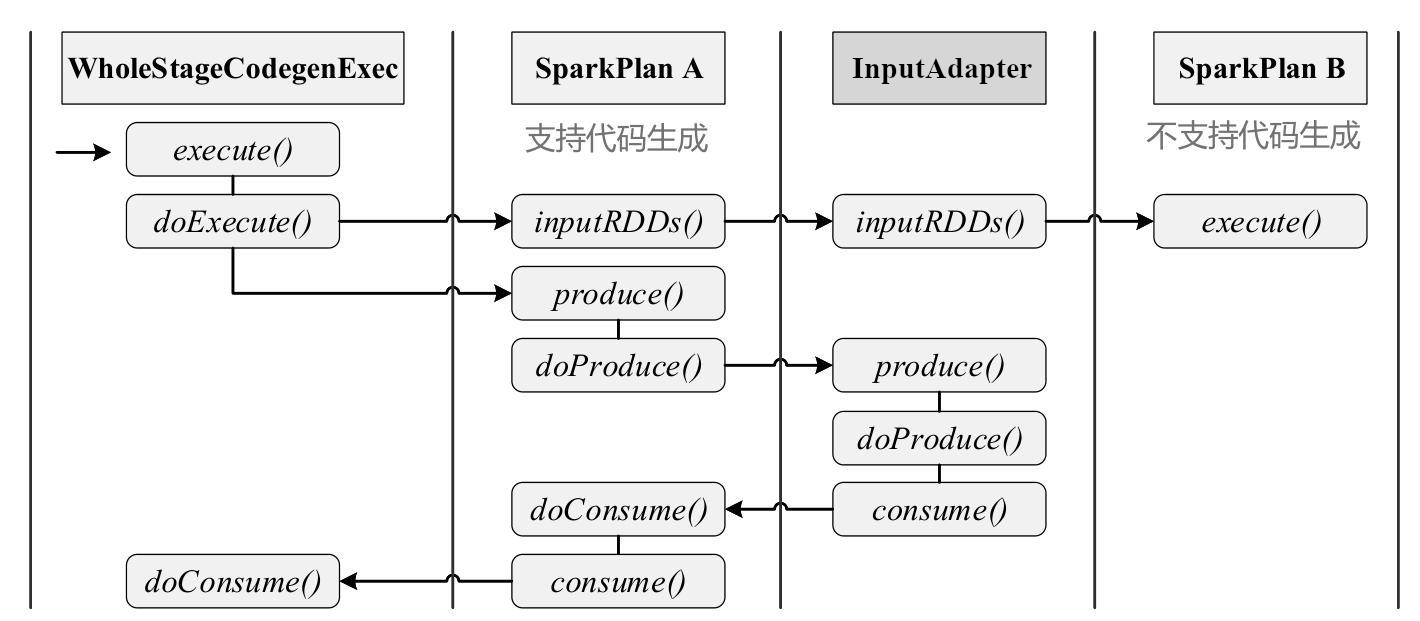 WholeStageCodegenExec
SparkPlan A
InputAdapter
SparkPlan B
支持代码生成
不支持代码生成
execute()
doExecute()
inputRDDs()
inputRDDs()
execute()
produce()
doProduce()
produce()
doProduce()
doConsume()
consume()
doConsume()
consume()